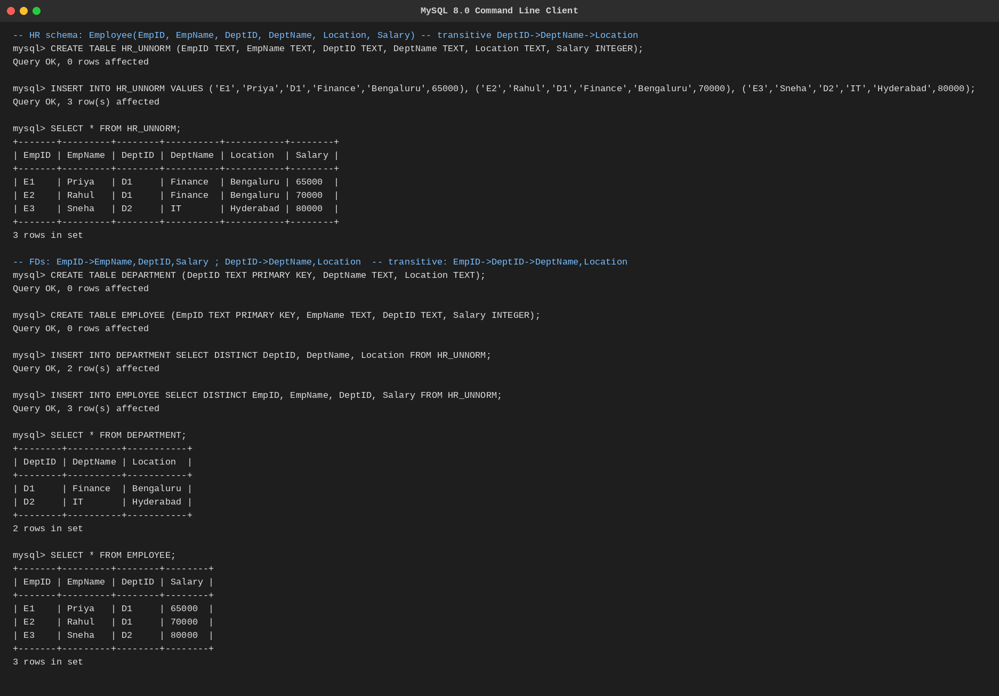 MySQL 8.0 Command Line Client
-- HR schema: Employee(EmpID, EmpName, DeptID, DeptName, Location, Salary) -- transitive DeptID->DeptName->Location
mysql> CREATE TABLE HR_UNNORM (EmpID TEXT, EmpName TEXT, DeptID TEXT, DeptName TEXT, Location TEXT, Salary INTEGER);
Query OK, 0 rows affected

mysql> INSERT INTO HR_UNNORM VALUES ('E1','Priya','D1','Finance','Bengaluru',65000), ('E2','Rahul','D1','Finance','Bengaluru',70000), ('E3','Sneha','D2','IT','Hyderabad',80000);
Query OK, 3 row(s) affected

mysql> SELECT * FROM HR_UNNORM;
+-------+---------+--------+----------+-----------+--------+
| EmpID | EmpName | DeptID | DeptName | Location  | Salary |
+-------+---------+--------+----------+-----------+--------+
| E1    | Priya   | D1     | Finance  | Bengaluru | 65000  |
| E2    | Rahul   | D1     | Finance  | Bengaluru | 70000  |
| E3    | Sneha   | D2     | IT       | Hyderabad | 80000  |
+-------+---------+--------+----------+-----------+--------+
3 rows in set

-- FDs: EmpID->EmpName,DeptID,Salary ; DeptID->DeptName,Location  -- transitive: EmpID->DeptID->DeptName,Location
mysql> CREATE TABLE DEPARTMENT (DeptID TEXT PRIMARY KEY, DeptName TEXT, Location TEXT);
Query OK, 0 rows affected

mysql> CREATE TABLE EMPLOYEE (EmpID TEXT PRIMARY KEY, EmpName TEXT, DeptID TEXT, Salary INTEGER);
Query OK, 0 rows affected

mysql> INSERT INTO DEPARTMENT SELECT DISTINCT DeptID, DeptName, Location FROM HR_UNNORM;
Query OK, 2 row(s) affected

mysql> INSERT INTO EMPLOYEE SELECT DISTINCT EmpID, EmpName, DeptID, Salary FROM HR_UNNORM;
Query OK, 3 row(s) affected

mysql> SELECT * FROM DEPARTMENT;
+--------+----------+-----------+
| DeptID | DeptName | Location  |
+--------+----------+-----------+
| D1     | Finance  | Bengaluru |
| D2     | IT       | Hyderabad |
+--------+----------+-----------+
2 rows in set

mysql> SELECT * FROM EMPLOYEE;
+-------+---------+--------+--------+
| EmpID | EmpName | DeptID | Salary |
+-------+---------+--------+--------+
| E1    | Priya   | D1     | 65000  |
| E2    | Rahul   | D1     | 70000  |
| E3    | Sneha   | D2     | 80000  |
+-------+---------+--------+--------+
3 rows in set